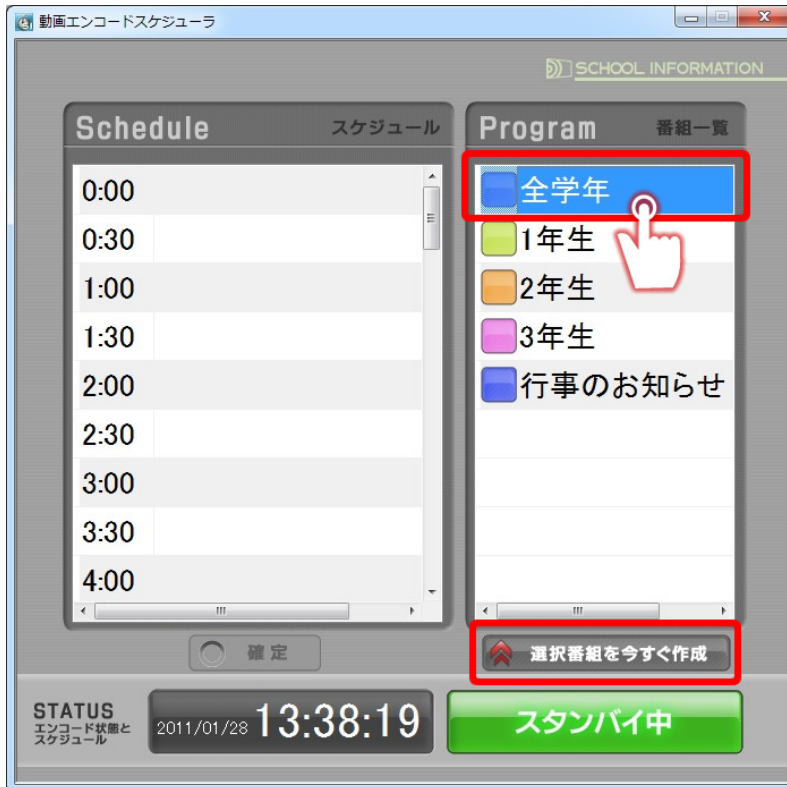 動画エンコードスケジューラ
SCHOOL INFORMATION
Schedule スケジュール
0:00
0:30
1:00
1:30
2:00
2:30
3:00
3:30
4:00
確定
Program 番組一覧
全学年
1年生
2年生
3年生
行事のお知らせ
選択番組を今すぐ作成
STATUS
エンコード状態と
スケジュール
2011/01/28 13:38:19
スタンバイ中